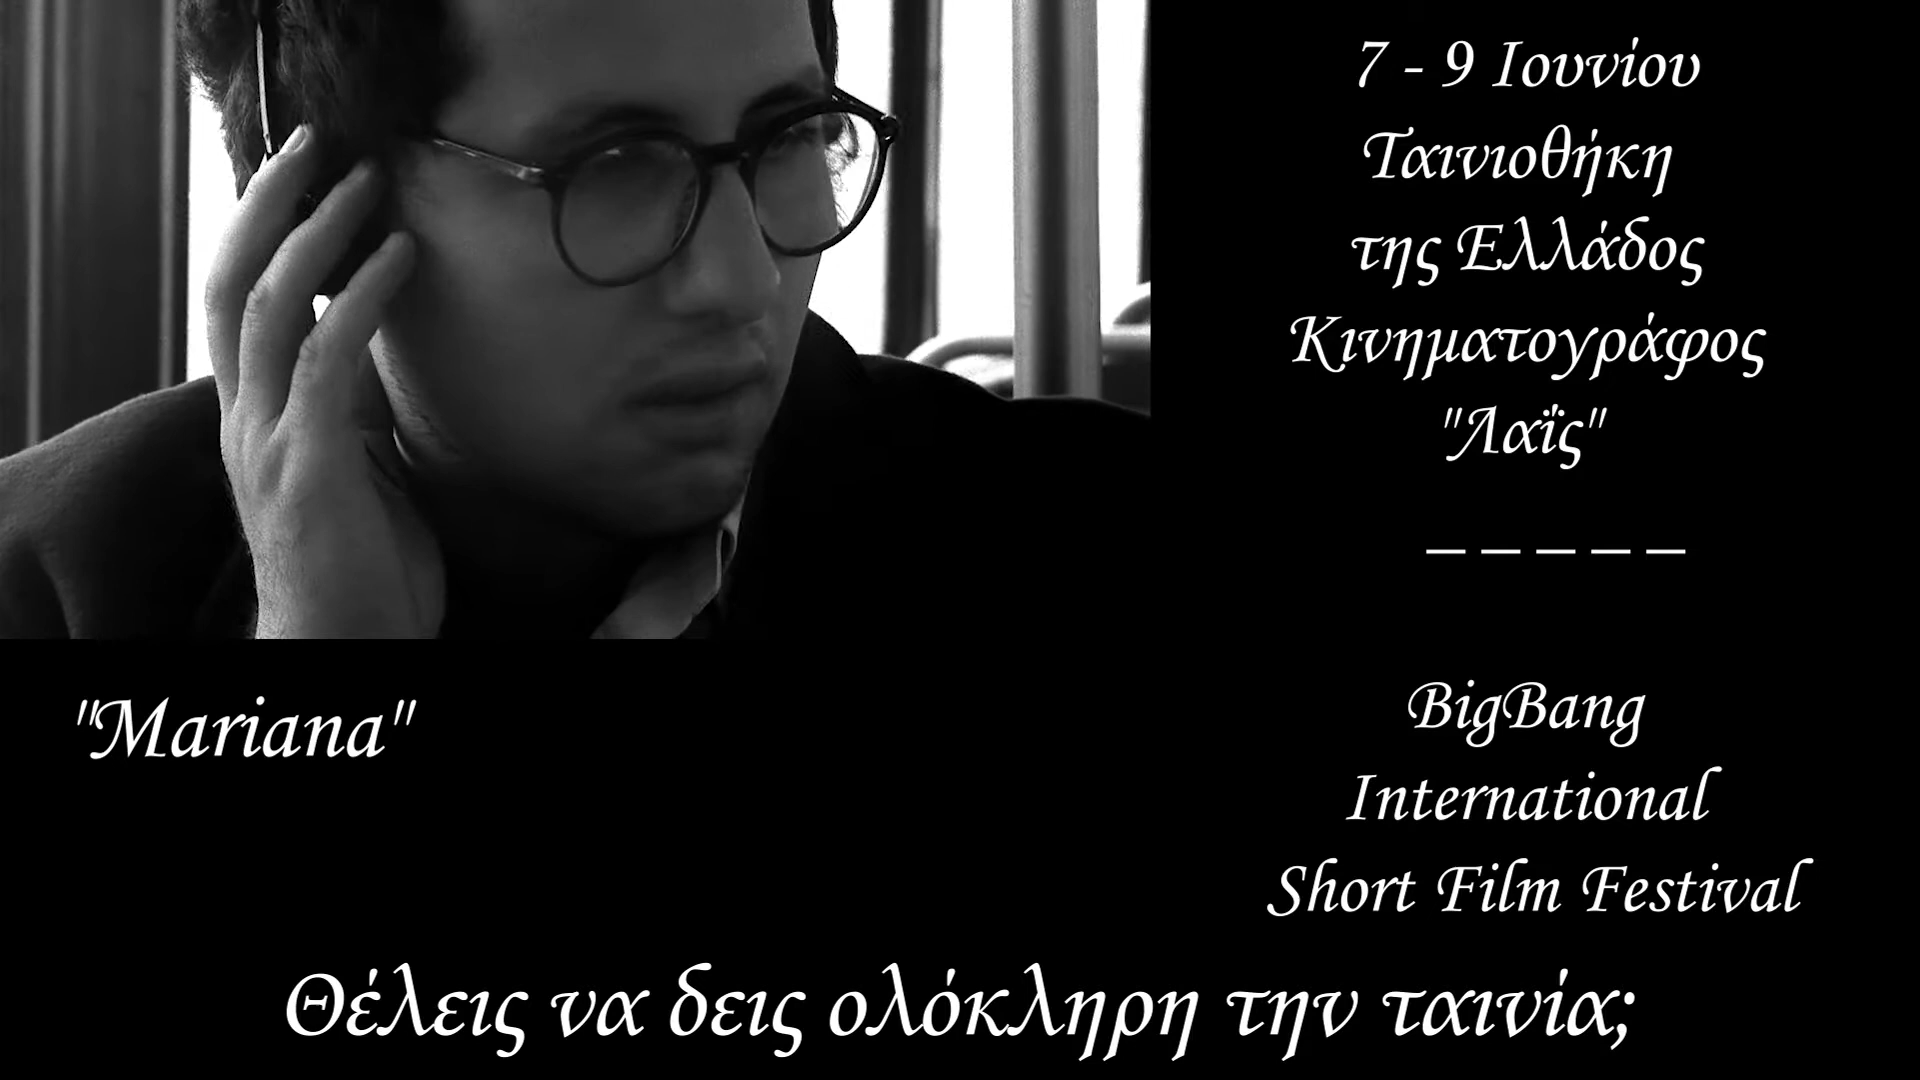 7 - 9 Ιουνίου
Ταινιοθήκη
της Ελλάδος
Κινηματογράφος
"Λαΐς"
_ _ _ _ _
"Mariana"
BigBang
International
Short Film Festival
Θέλεις να δεις ολόκληρη την ταινία;